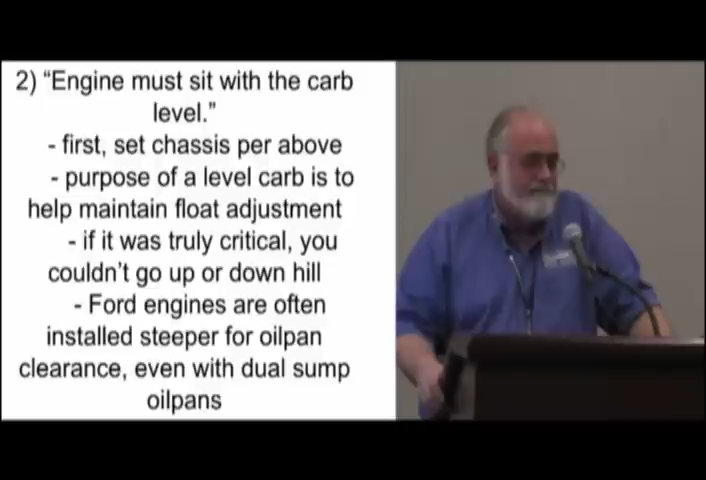 2) “Engine must sit with the carb
level.”
- first, set chassis per above
- purpose of a level carb is to
help maintain float adjustment
- if it was truly critical, you
couldn’t go up or down hill
- Ford engines are often
installed steeper for oilpan
clearance, even with dual sump
oilpans